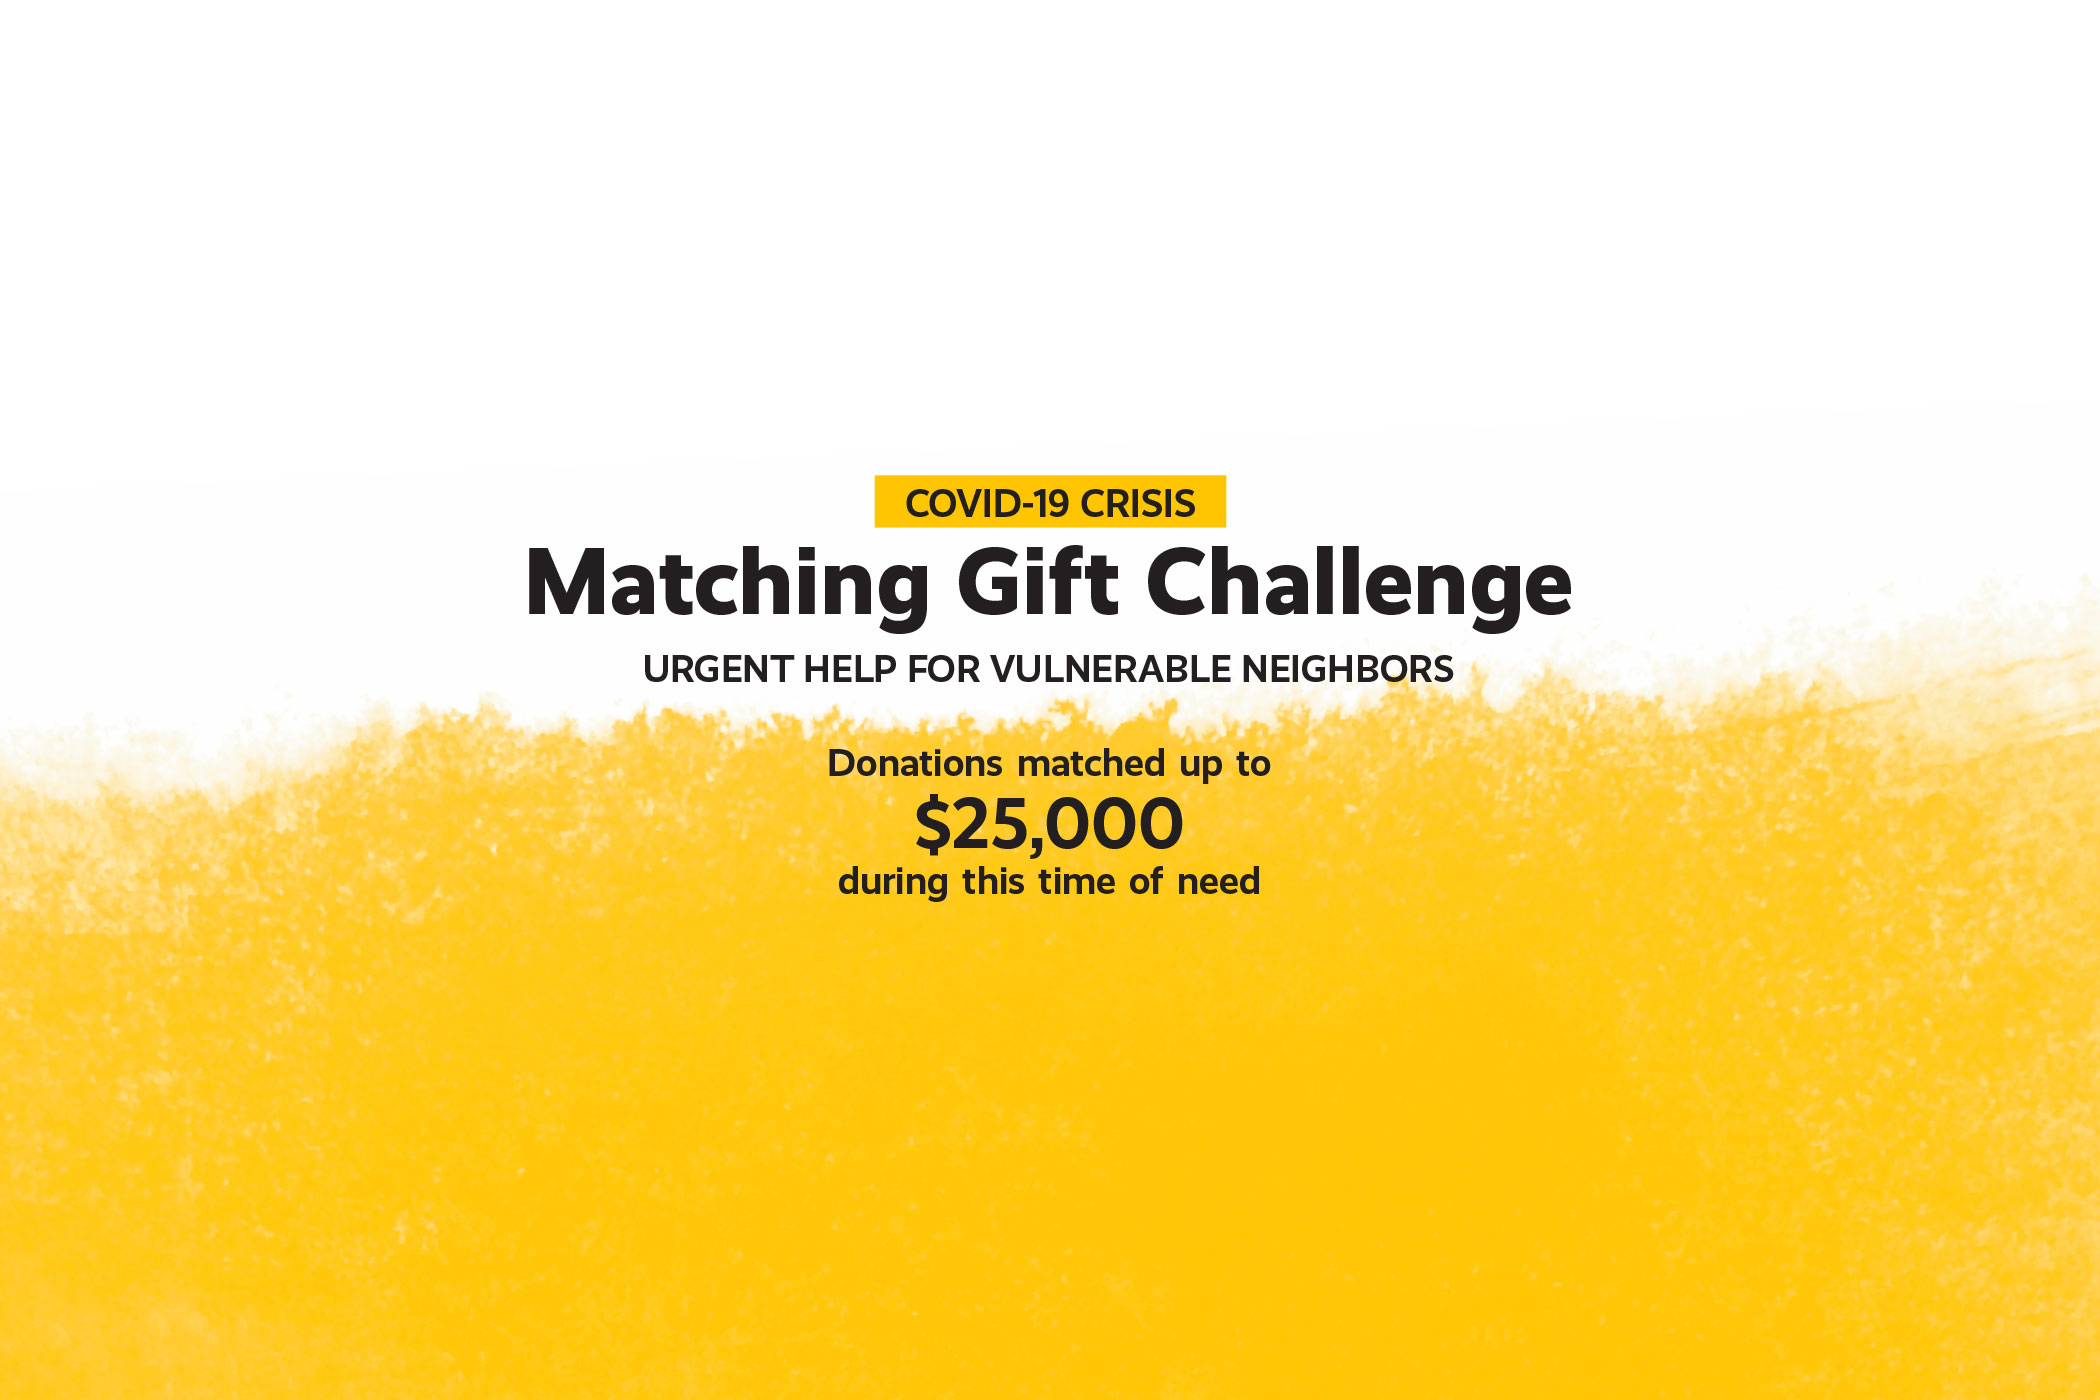 COVID-19 CRISIS
Matching Gift Challenge
URGENT HELP FOR VULNERABLE NEIGHBORS
Donations matched up to
$25,000
during this time of need